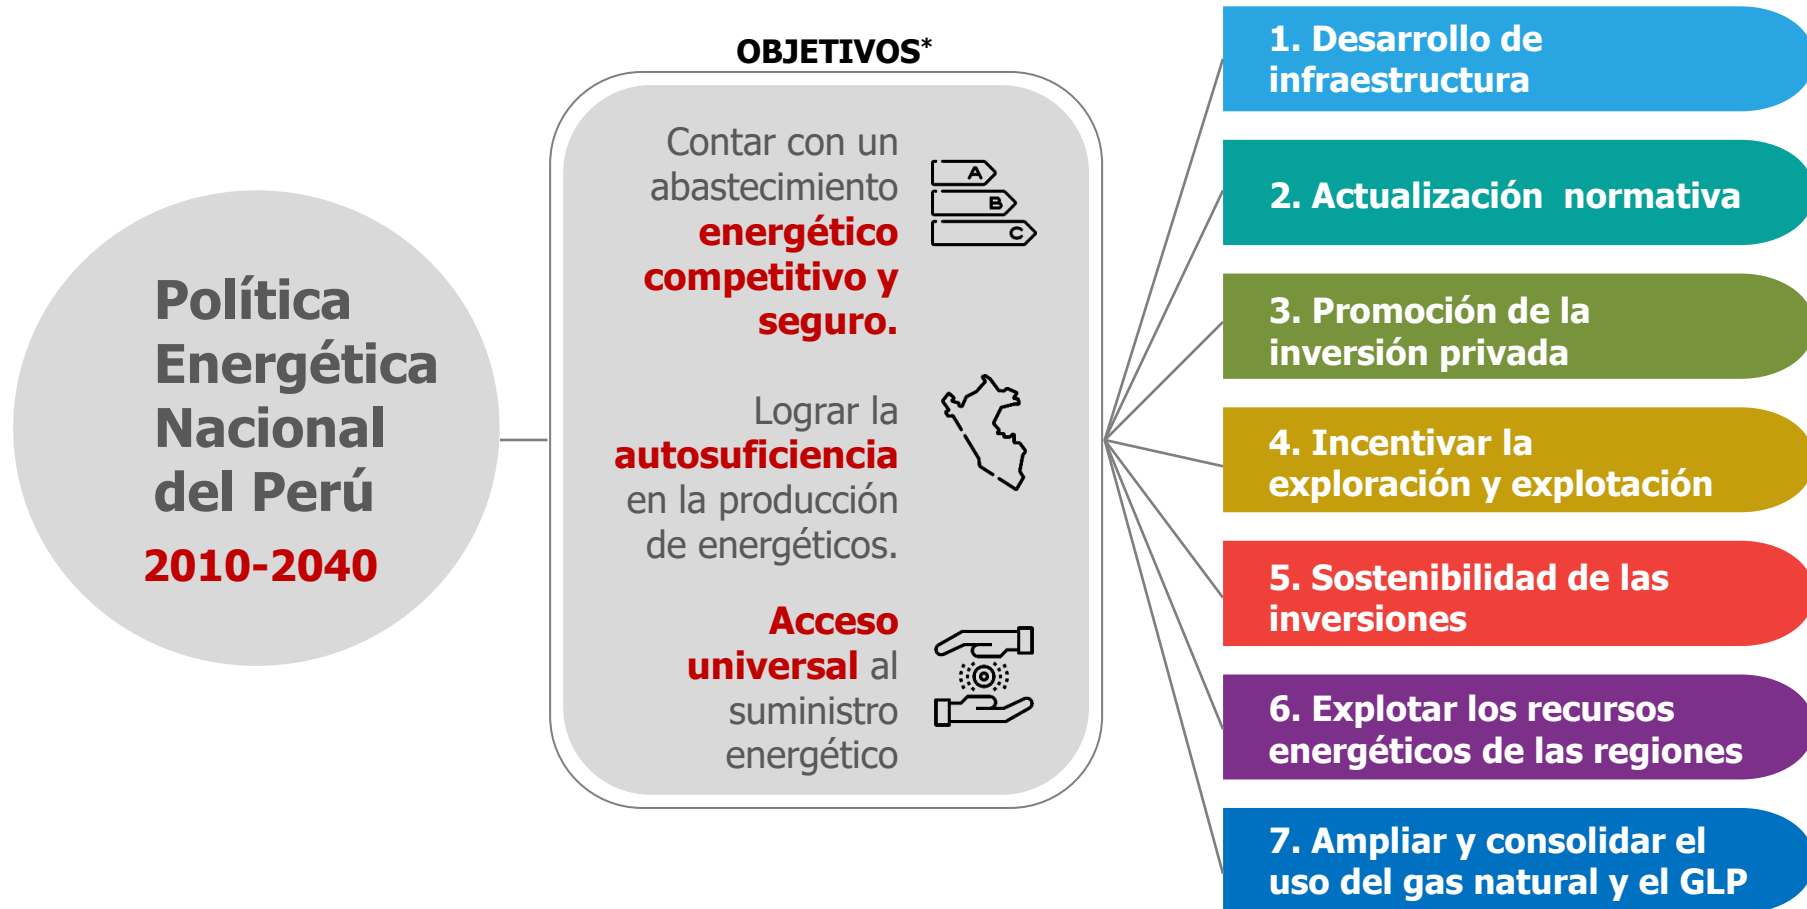 Política
Energética
Nacional
del Perú
2010-2040
OBJETIVOS*
Contar con un
abastecimiento
energético
competitivo y
seguro.
A
B
C
Lograr la
autosuficiencia
en la producción
de energéticos.
Acceso
universal al
suministro
energético
1. Desarrollo de
infraestructura
2. Actualización  normativa
3. Promoción de la
inversión privada
4. Incentivar la
exploración y explotación
5. Sostenibilidad de las
inversiones
6. Explotar los recursos
energéticos de las regiones
7. Ampliar y consolidar el
uso del gas natural y el GLP